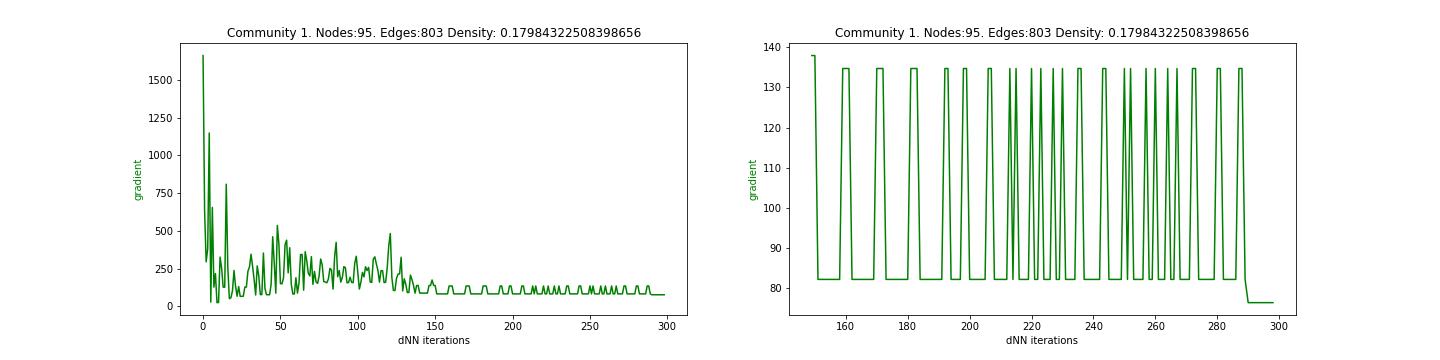 Community 1. Nodes:95. Edges:803 Density: 0.17984322508398656
gradient
1500
1250
1000
750
500
250
0
0 50 100 150 200 250 300
dNN iterations
Community 1. Nodes:95. Edges:803 Density: 0.17984322508398656
gradient
140
130
120
110
100
90
80
160 180 200 220 240 260 280 300
dNN iterations